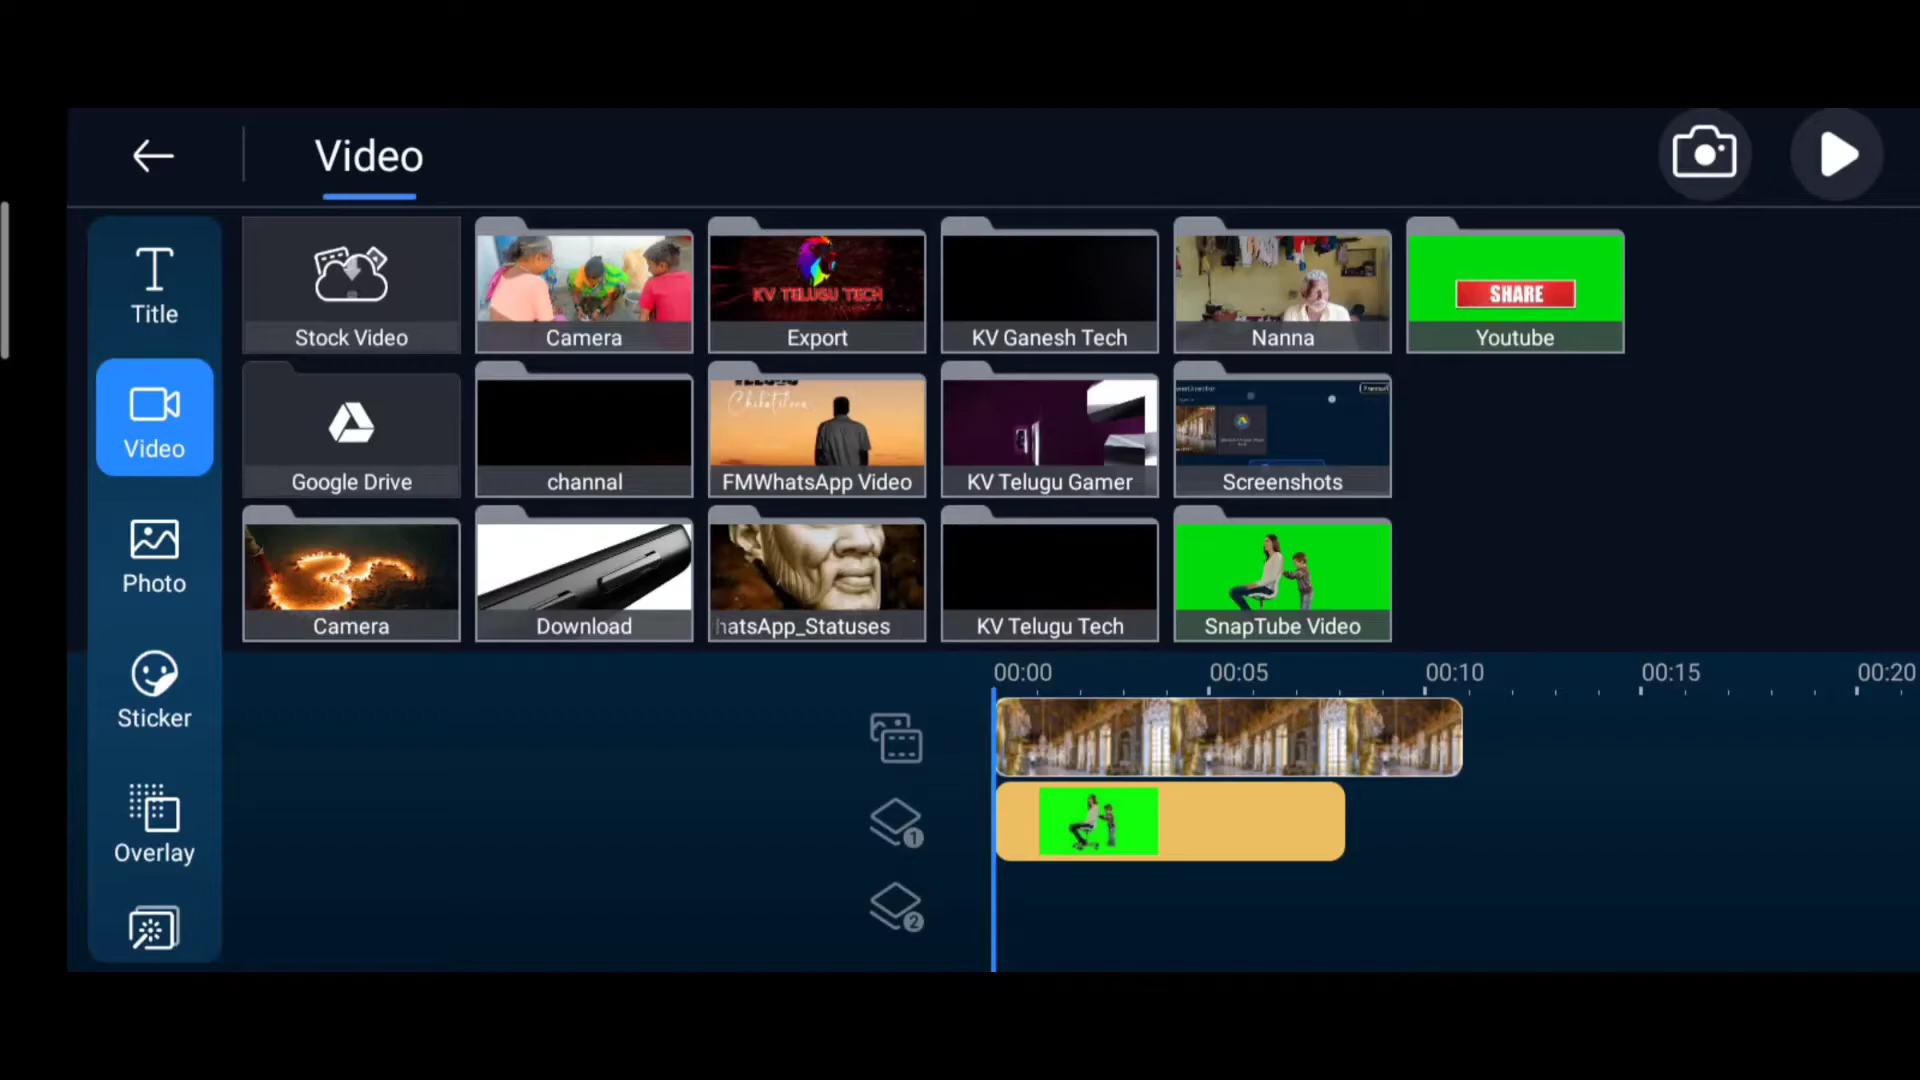 Video
Title
Video
Photo
Sticker
Overlay
Stock Video
Camera
KV TELUGU TECH
Export
KV Ganesh Tech
Nanna
SHARE
Youtube
Google Drive
channal
FMWhatsApp Video
KV Telugu Gamer
Screenshots
Camera
Download
hatsApp_Statuses
KV Telugu Tech
SnapTube Video
00:00 00:05 00:10 00:15 00:20
1
2